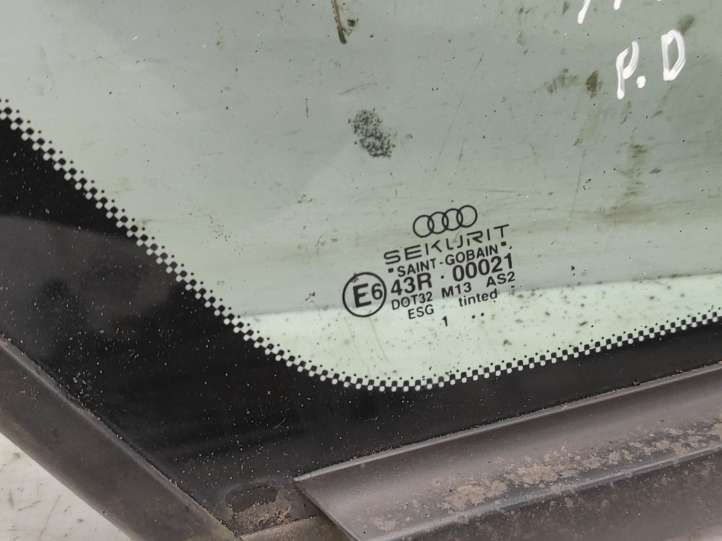 P.D
SEKURIT
"SAINT-GOBAIN"
E6 43R · 00021
DOT32 M13 AS2
ESG tinted
1 ..